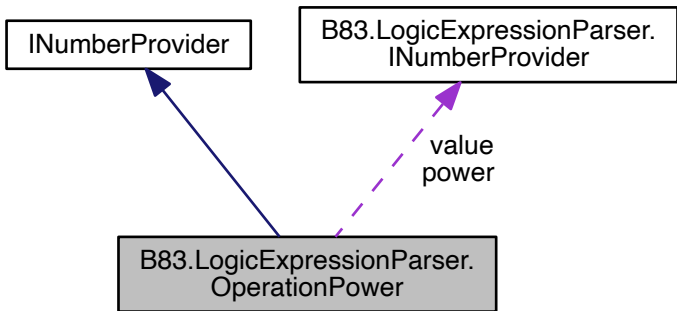 INumberProvider
B83.LogicExpressionParser.
INumberProvider
value
power
B83.LogicExpressionParser.
OperationPower